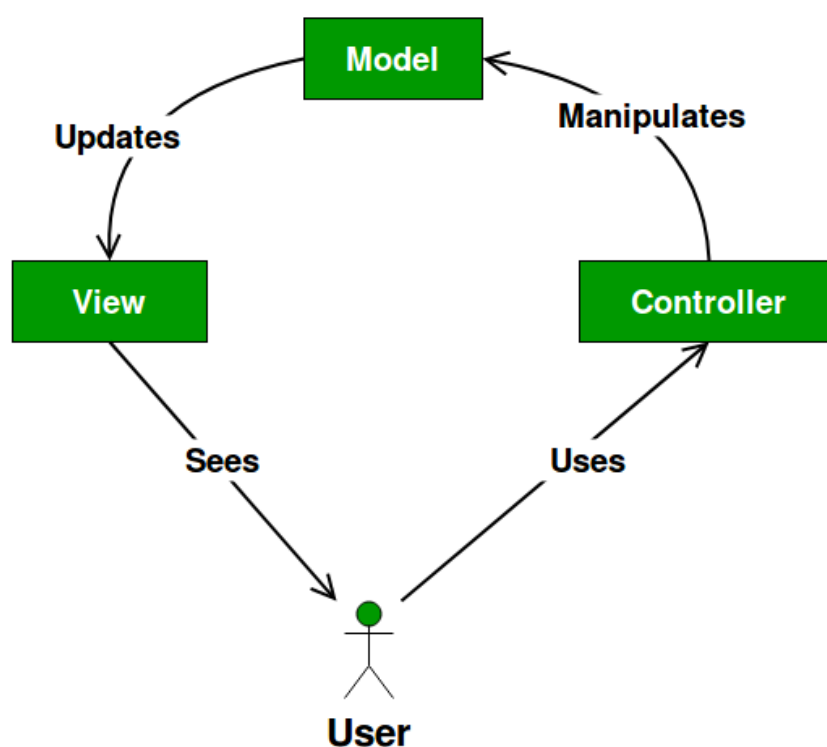 Model
Manipulates
Updates
View
Controller
Sees
Uses
User